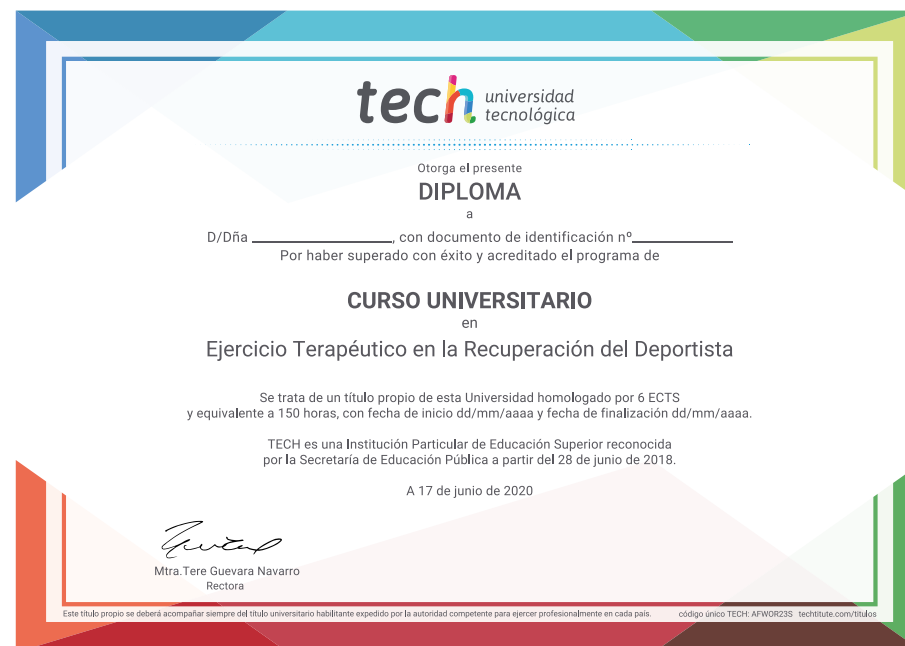 tech universidad
tecnológica
Otorga el presente
DIPLOMA
a
D/Dña ____________________, con documento de identificación nº______________
Por haber superado con éxito y acreditado el programa de
CURSO UNIVERSITARIO
en
Ejercicio Terapéutico en la Recuperación del Deportista
Se trata de un título propio de esta Universidad homologado por 6 ECTS
y equivalente a 150 horas, con fecha de inicio dd/mm/aaaa y fecha de finalización dd/mm/aaaa.
TECH es una Institución Particular de Educación Superior reconocida
por la Secretaría de Educación Pública a partir del 28 de junio de 2018.
A 17 de junio de 2020
Mtra.Tere Guevara Navarro
Rectora
Este título propio se deberá acompañar siempre del título universitario habilitante expedido por la autoridad competente para ejercer profesionalmente en cada país. código único TECH: AFWOR23S techtitute.com/titulos